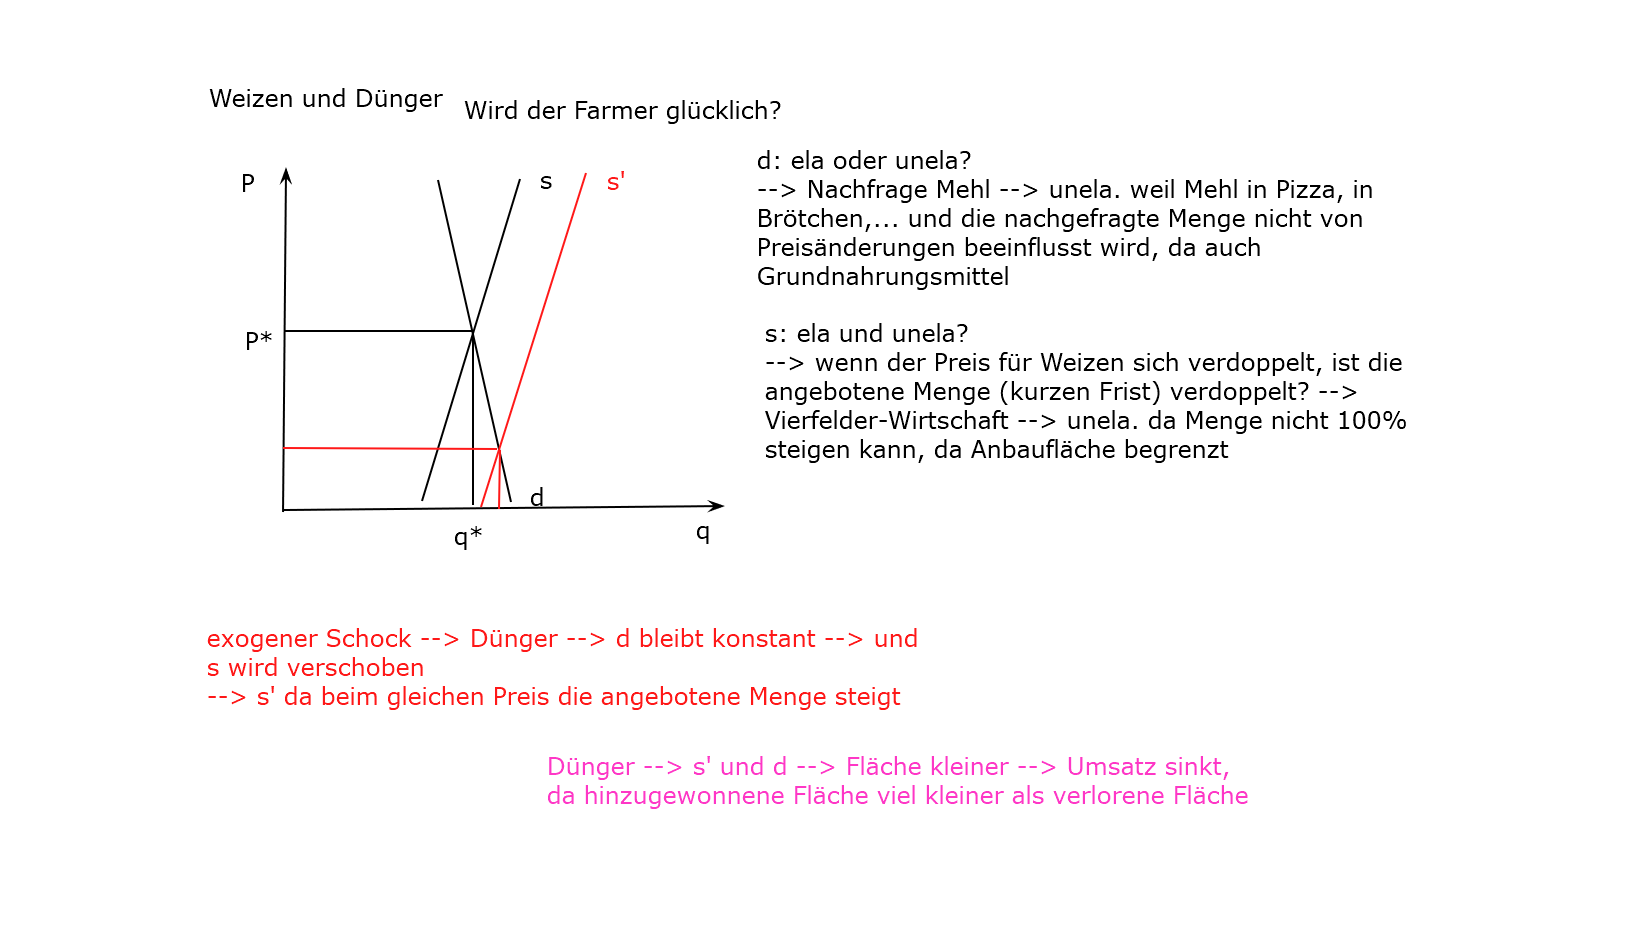 Weizen und Dünger
Wird der Farmer glücklich?
P
s
s'
P*
d
q*
q
d: ela oder unela?
--> Nachfrage Mehl --> unela. weil Mehl in Pizza, in
Brötchen,... und die nachgefragte Menge nicht von
Preisänderungen beeinflusst wird, da auch
Grundnahrungsmittel
s: ela und unela?
--> wenn der Preis für Weizen sich verdoppelt, ist die
angebotene Menge (kurzen Frist) verdoppelt? -->
Vierfelder-Wirtschaft --> unela. da Menge nicht 100%
steigen kann, da Anbaufläche begrenzt
exogener Schock --> Dünger --> d bleibt konstant --> und
s wird verschoben
--> s' da beim gleichen Preis die angebotene Menge steigt
Dünger --> s' und d --> Fläche kleiner --> Umsatz sinkt,
da hinzugewonnene Fläche viel kleiner als verlorene Fläche